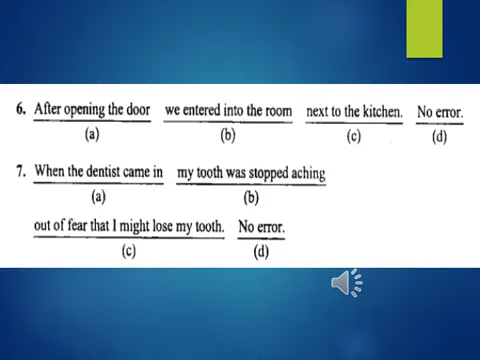 6. After opening the door we entered into the room next to the kitchen. No error.
(a) (b) (c) (d)
7. When the dentist came in my tooth was stopped aching
(a) (b)
out of fear that I might lose my tooth. No error.
(c) (d)